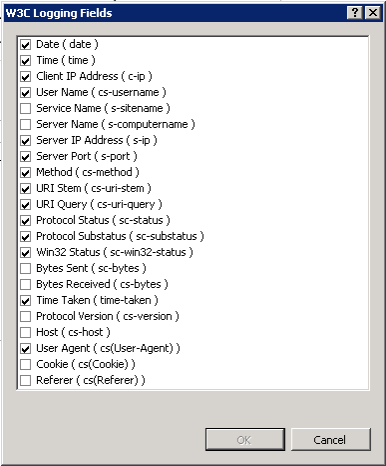 W3C Logging Fields
Date ( date )
Time ( time )
Client IP Address ( c-ip )
User Name ( cs-username )
Service Name ( s-sitename )
Server Name ( s-computername )
Server IP Address ( s-ip )
Server Port ( s-port )
Method ( cs-method )
URI Stem ( cs-uri-stem )
URI Query ( cs-uri-query )
Protocol Status ( sc-status )
Protocol Substatus ( sc-substatus )
Win32 Status ( sc-win32-status )
Bytes Sent ( sc-bytes )
Bytes Received ( cs-bytes )
Time Taken ( time-taken )
Protocol Version ( cs-version )
Host ( cs-host )
User Agent ( cs(User-Agent) )
Cookie ( cs(Cookie) )
Referer ( cs(Referer) )
OK Cancel